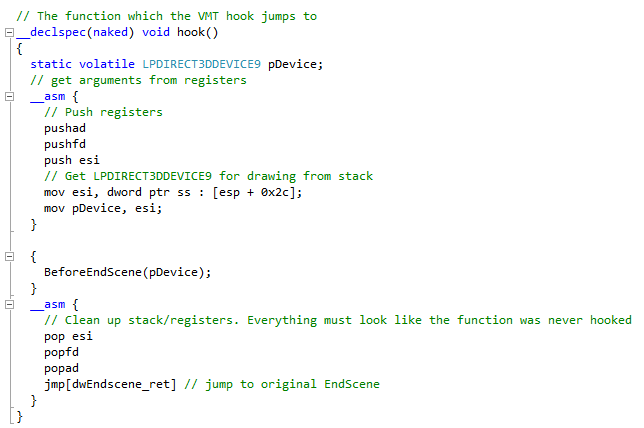 // The function which the VMT hook jumps to
__declspec(naked) void hook()
{
static volatile LPDIRECT3DDEVICE9 pDevice;
// get arguments from registers
__asm {
// Push registers
pushad
pushfd
push esi
// Get LPDIRECT3DDEVICE9 for drawing from stack
mov esi, dword ptr ss : [esp + 0x2c];
mov pDevice, esi;
}
{
BeforeEndScene(pDevice);
}
__asm {
// Clean up stack/registers. Everything must look like the function was never hooked
pop esi
popfd
popad
jmp[dwEndscene_ret] // jump to original EndScene
}
}